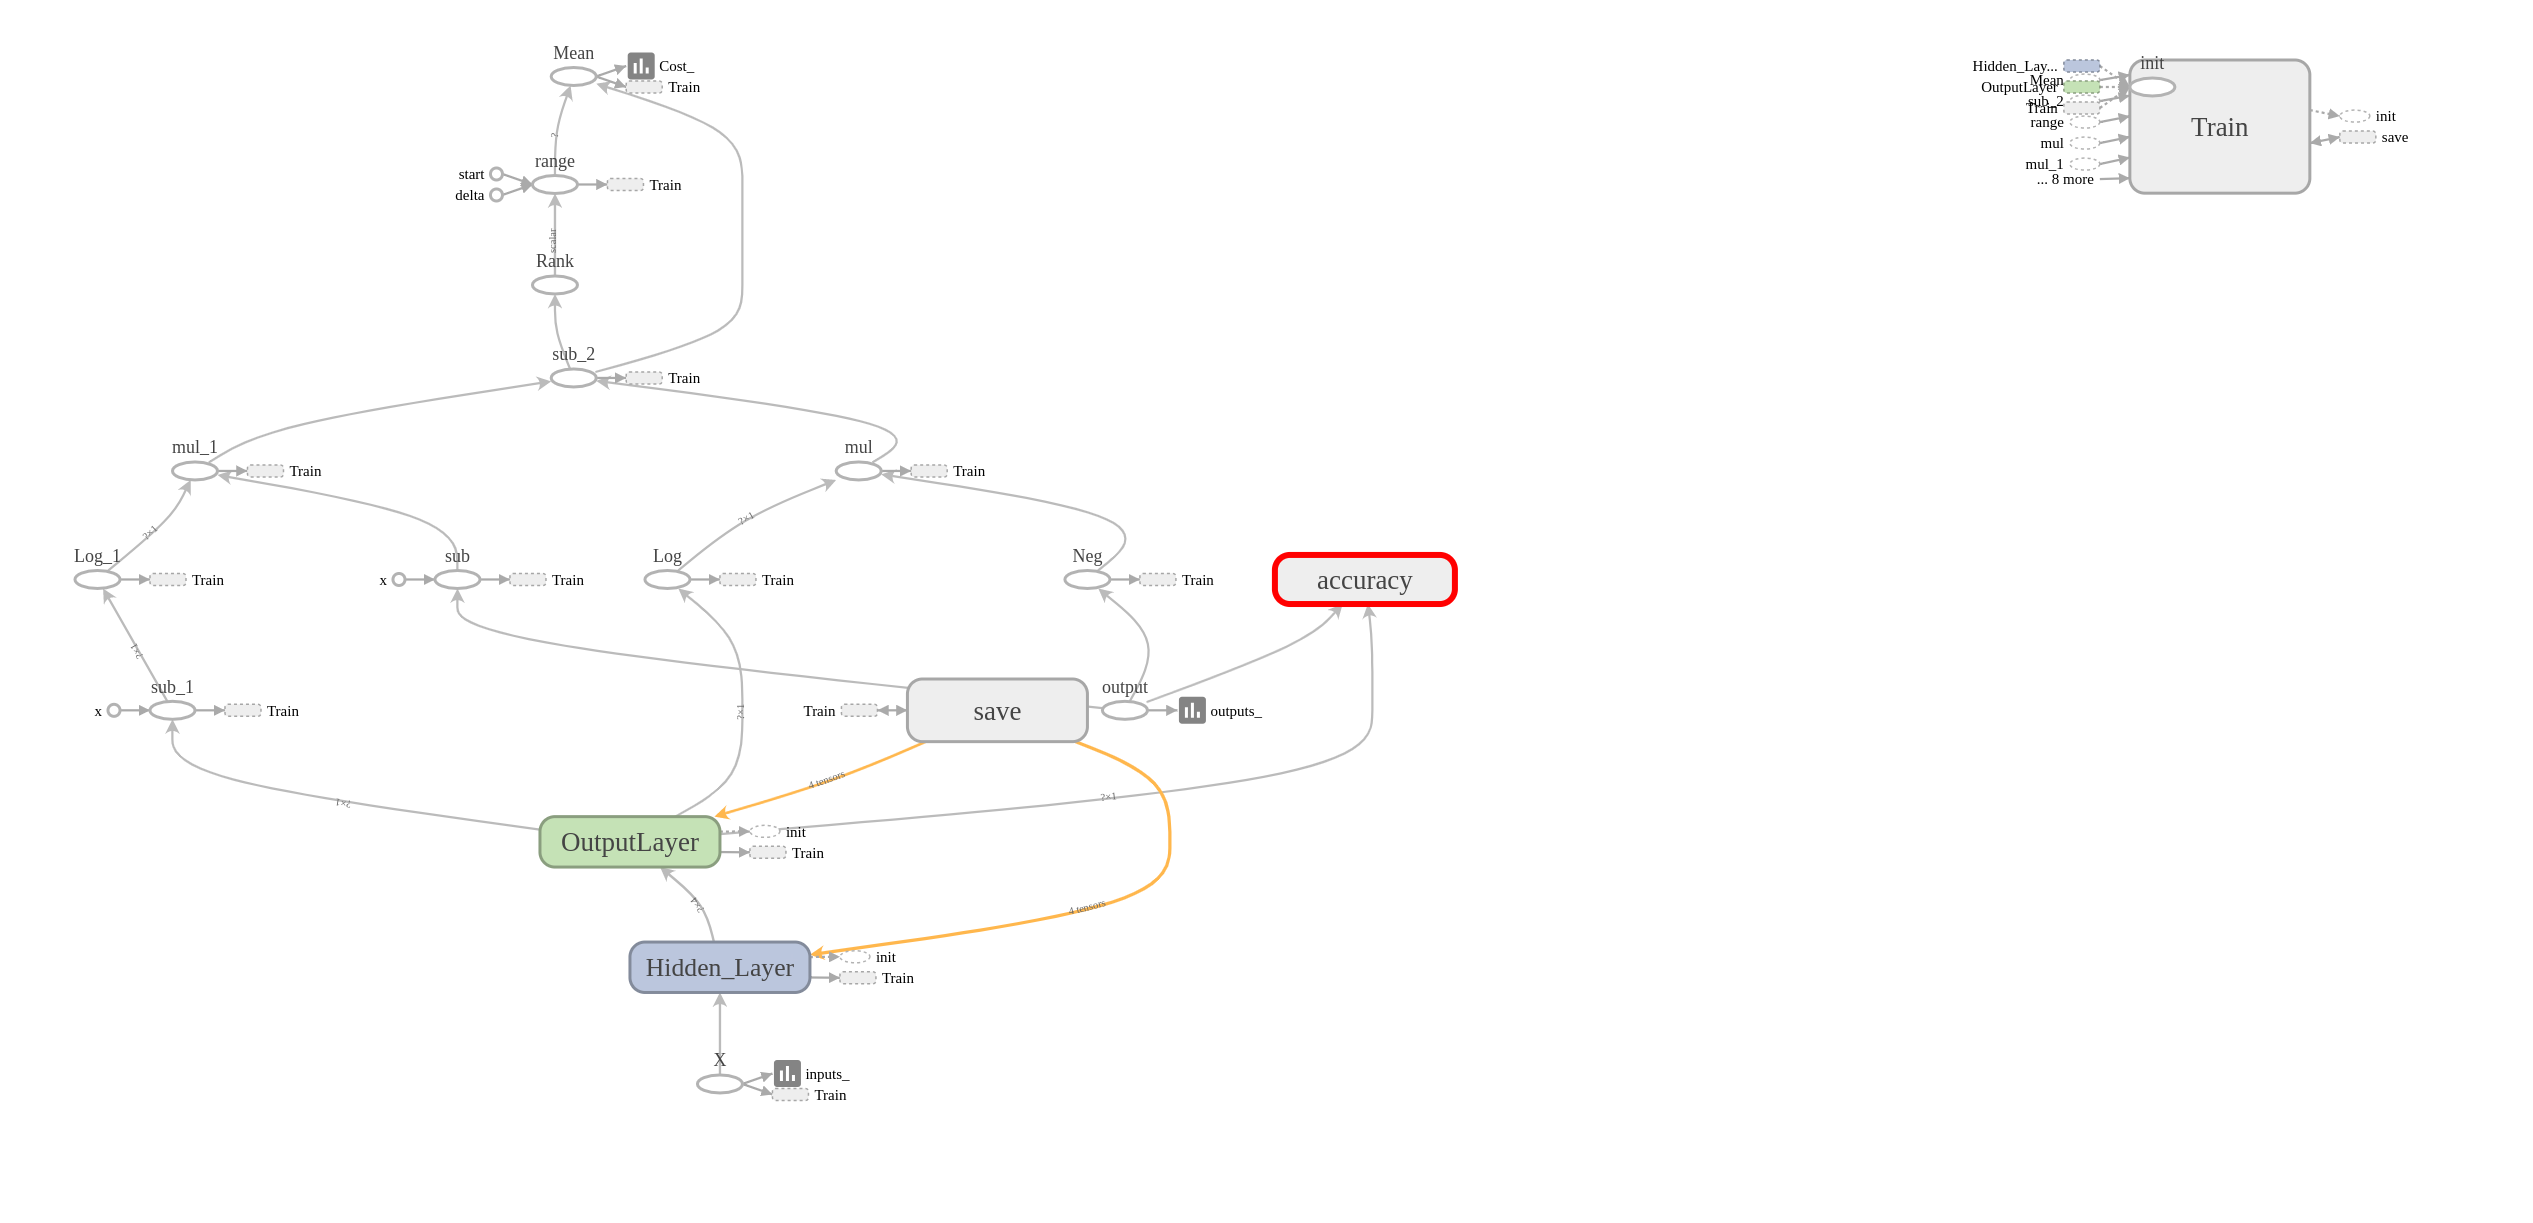 Mean
Cost_
Train
?
range
start
delta
Train
scalar
Rank
sub_2
Train
mul_1
Train
mul
Train
?×1
?×1
Log_1
Train
sub
x
Train
Log
Train
Neg
Train
accuracy
?×1
sub_1
x
Train
?×1
Train
save
output
outputs_
4 tensors
?×1
?×1
OutputLayer
init
Train
?×4
4 tensors
Hidden_Layer
init
Train
X
inputs_
Train
Hidden_Lay...
Mean
OutputLayer
sub_2
Train
range
mul
mul_1
... 8 more
init
Train
init
save